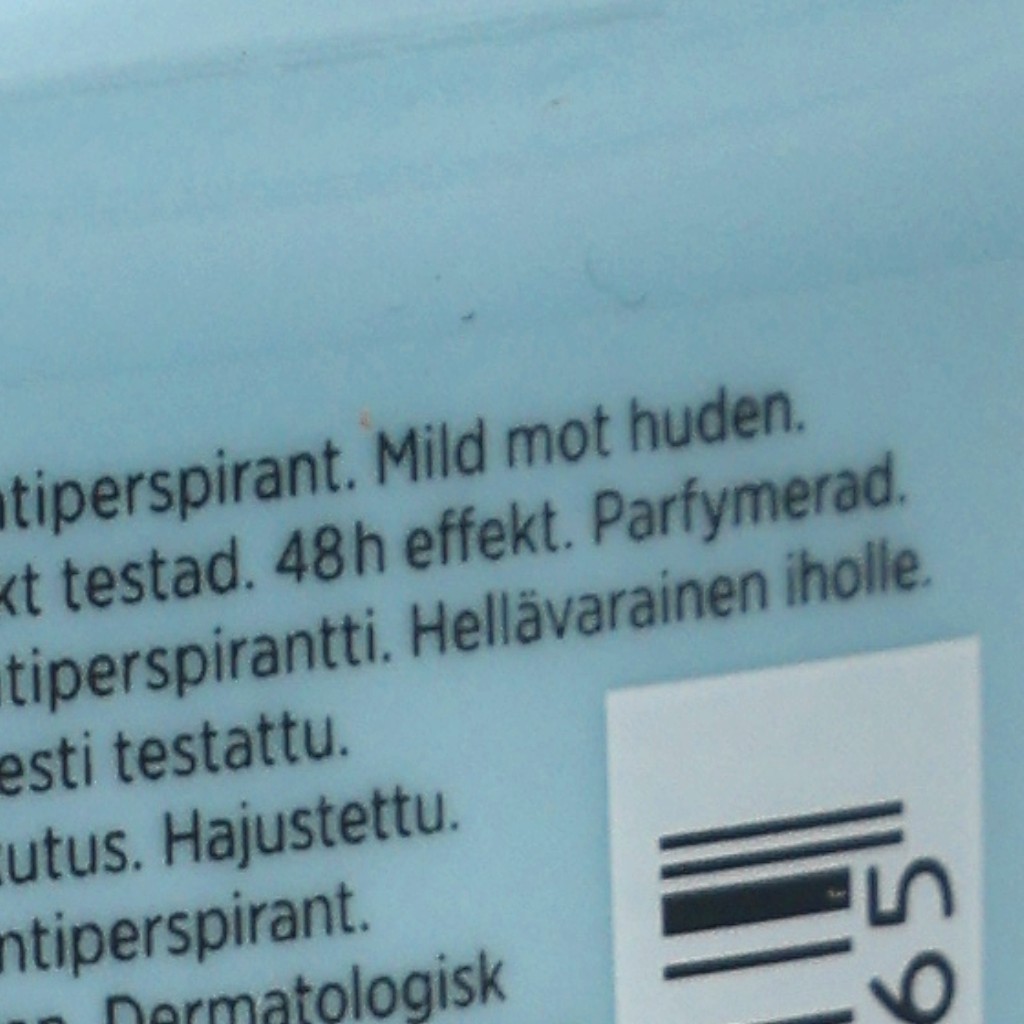 ntiperspirant. Mild mot huden.
kt testad. 48h effekt. Parfymerad.
ntiperspirantti. Hellävarainen iholle.
esti testattu.
utus. Hajustettu.
ntiperspirant.
Dermatologisk
65